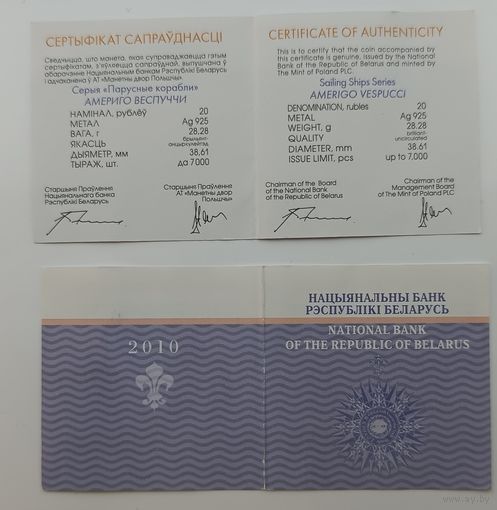 СЕРТЫФІКАТ САПРАЎДНАСЦІ
Сведчыцца, што манета, якая суправаджаецца гэтым
сертыфікатам, з'яўляецца сапраўднай, выпушчана ў
абарачэнне Нацыянальным банкам Рэспублікі Беларусь
і адчаканена ў АТ «Манетны двор Польшчы»
Серыя «Парусные корабли»
АМЕРИГО ВЕСПУЧЧИ
НАМІНАЛ, рублёў 20
МЕТАЛ Ag 925
ВАГА, г 28.28
ЯКАСЦЬ брыльянт-
анцыркулейтэд
ДЫЯМЕТР, мм 38,61
ТЫРАЖ, шт. да 7.000
Старшыня Праўлення
Нацыянальнага банка
Рэспублікі Беларусь
Старшыня Праўлення
АТ «Манетны двор
Польшчы»
CERTIFICATE OF AUTHENTICITY
This is to certify that the coin accompanied by
this certificate is genuine, issued by the National
Bank of the Republic of Belarus and minted by
The Mint of Poland PLC.
Sailing Ships Series
AMERIGO VESPUCCI
DENOMINATION, rubles 20
METAL Ag 925
WEIGHT, g 28.28
QUALITY brilliant-
uncirculated
DIAMETER, mm 38.61
ISSUE LIMIT, pcs up to 7,000
Chairman of the Board
of the National Bank
of the Republic of Belarus
Chairman of the
Management Board
of The Mint of Poland PLC
2010
НАЦЫЯНАЛЬНЫ БАНК
РЭСПУБЛІКІ БЕЛАРУСЬ
NATIONAL BANK
OF THE REPUBLIC OF BELARUS
www.ay.by